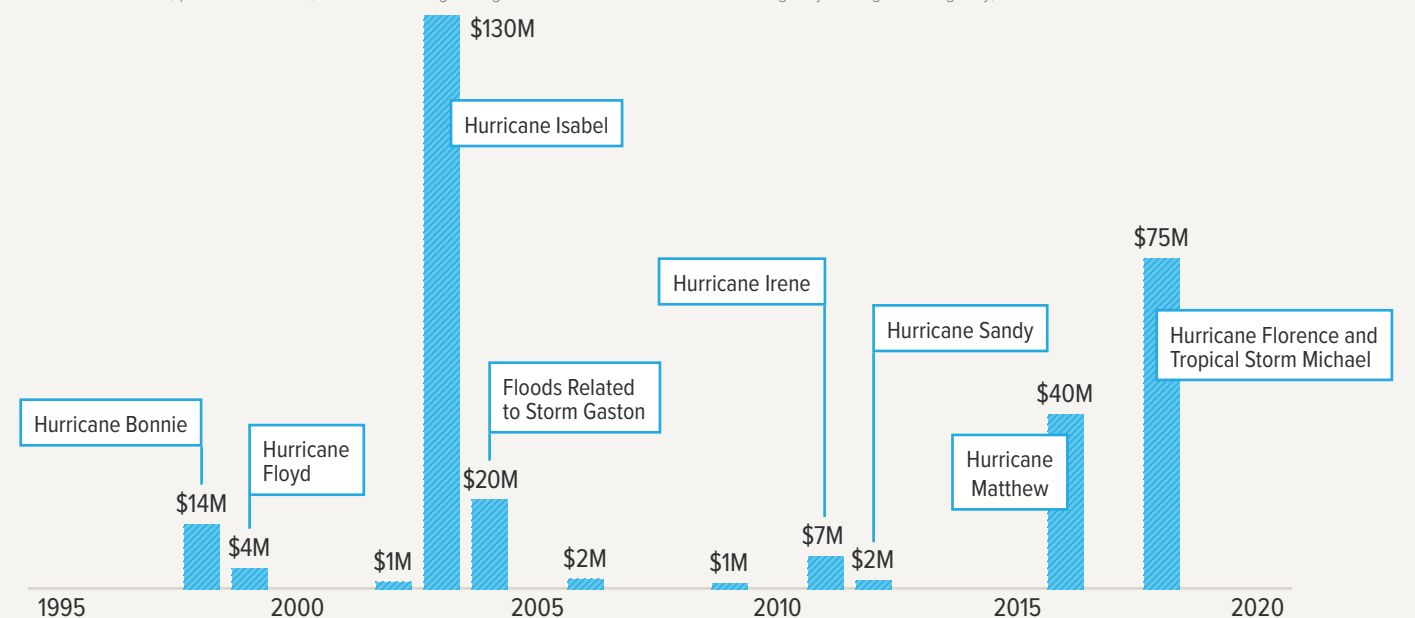 $130M
Hurricane Isabel
$75M
Hurricane Irene
Hurricane Sandy
Hurricane Florence and
Tropical Storm Michael
Floods Related
to Storm Gaston
$40M
Hurricane Bonnie
Hurricane
Floyd
Hurricane
Matthew
$14M
$4M
$1M
$20M
$2M
$1M
$7M
$2M
1995
2000
2005
2010
2015
2020